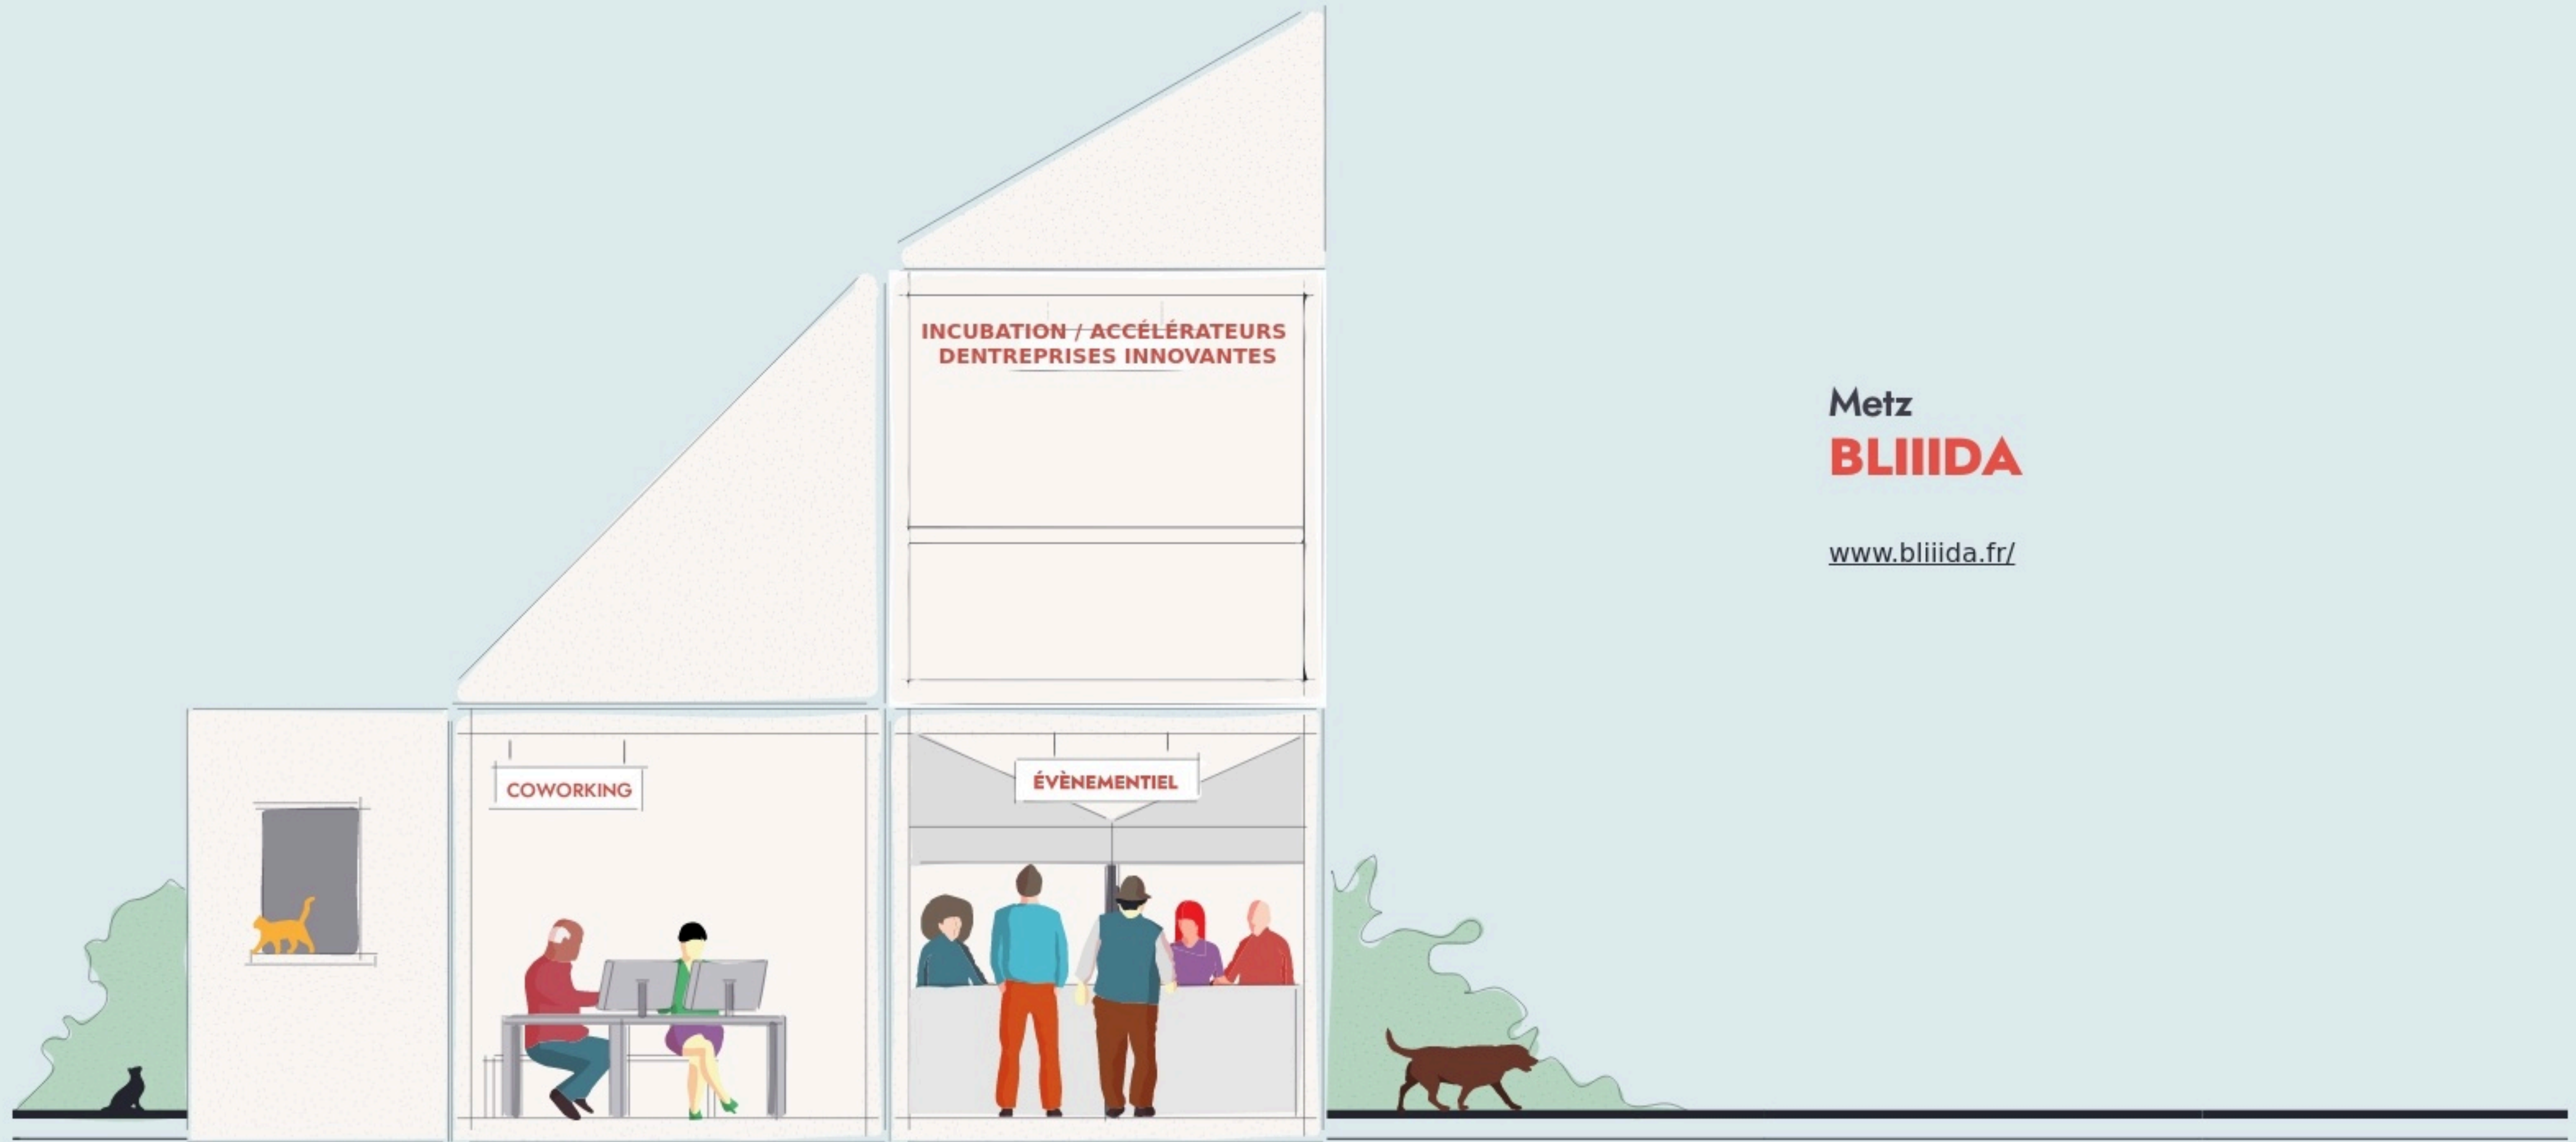 INCUBATION / ACCÉLÉRATEURS
DENTREPRISES INNOVANTES
Metz
BLIIIDA
www.bliiida.fr/
COWORKING
ÉVÈNEMENTIEL